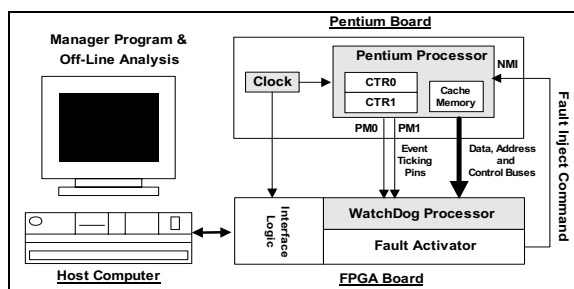 Pentium Board
Manager Program &
Off-Line Analysis
Pentium Processor
NMI
Clock
CTR0
CTR1
Cache
Memory
PM0
PM1
Event
Ticking
Pins
Data, Address
and
Control Buses
Fault Inject Command
Interface
Logic
WatchDog Processor
Fault Activator
Host Computer
FPGA Board